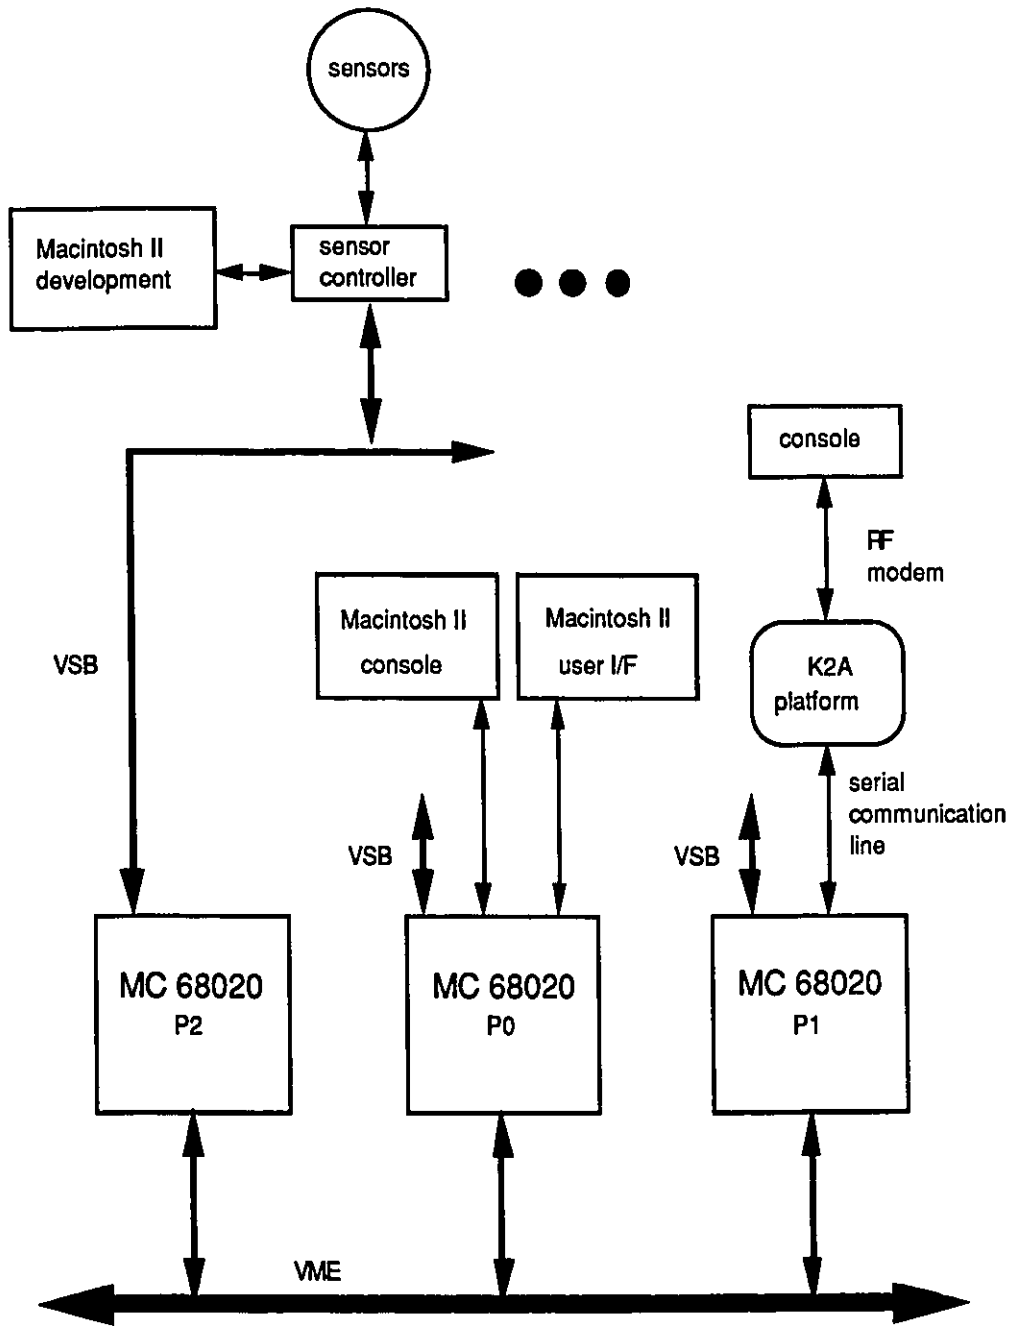 sensors
Macintosh II
development
sensor
controller
console
RF
modem
Macintosh II
console
Macintosh II
user I/F
K2A
platform
VSB
serial
communication
line
VSB
VSB
MC 68020
P2
MC 68020
P0
MC 68020
P1
VME